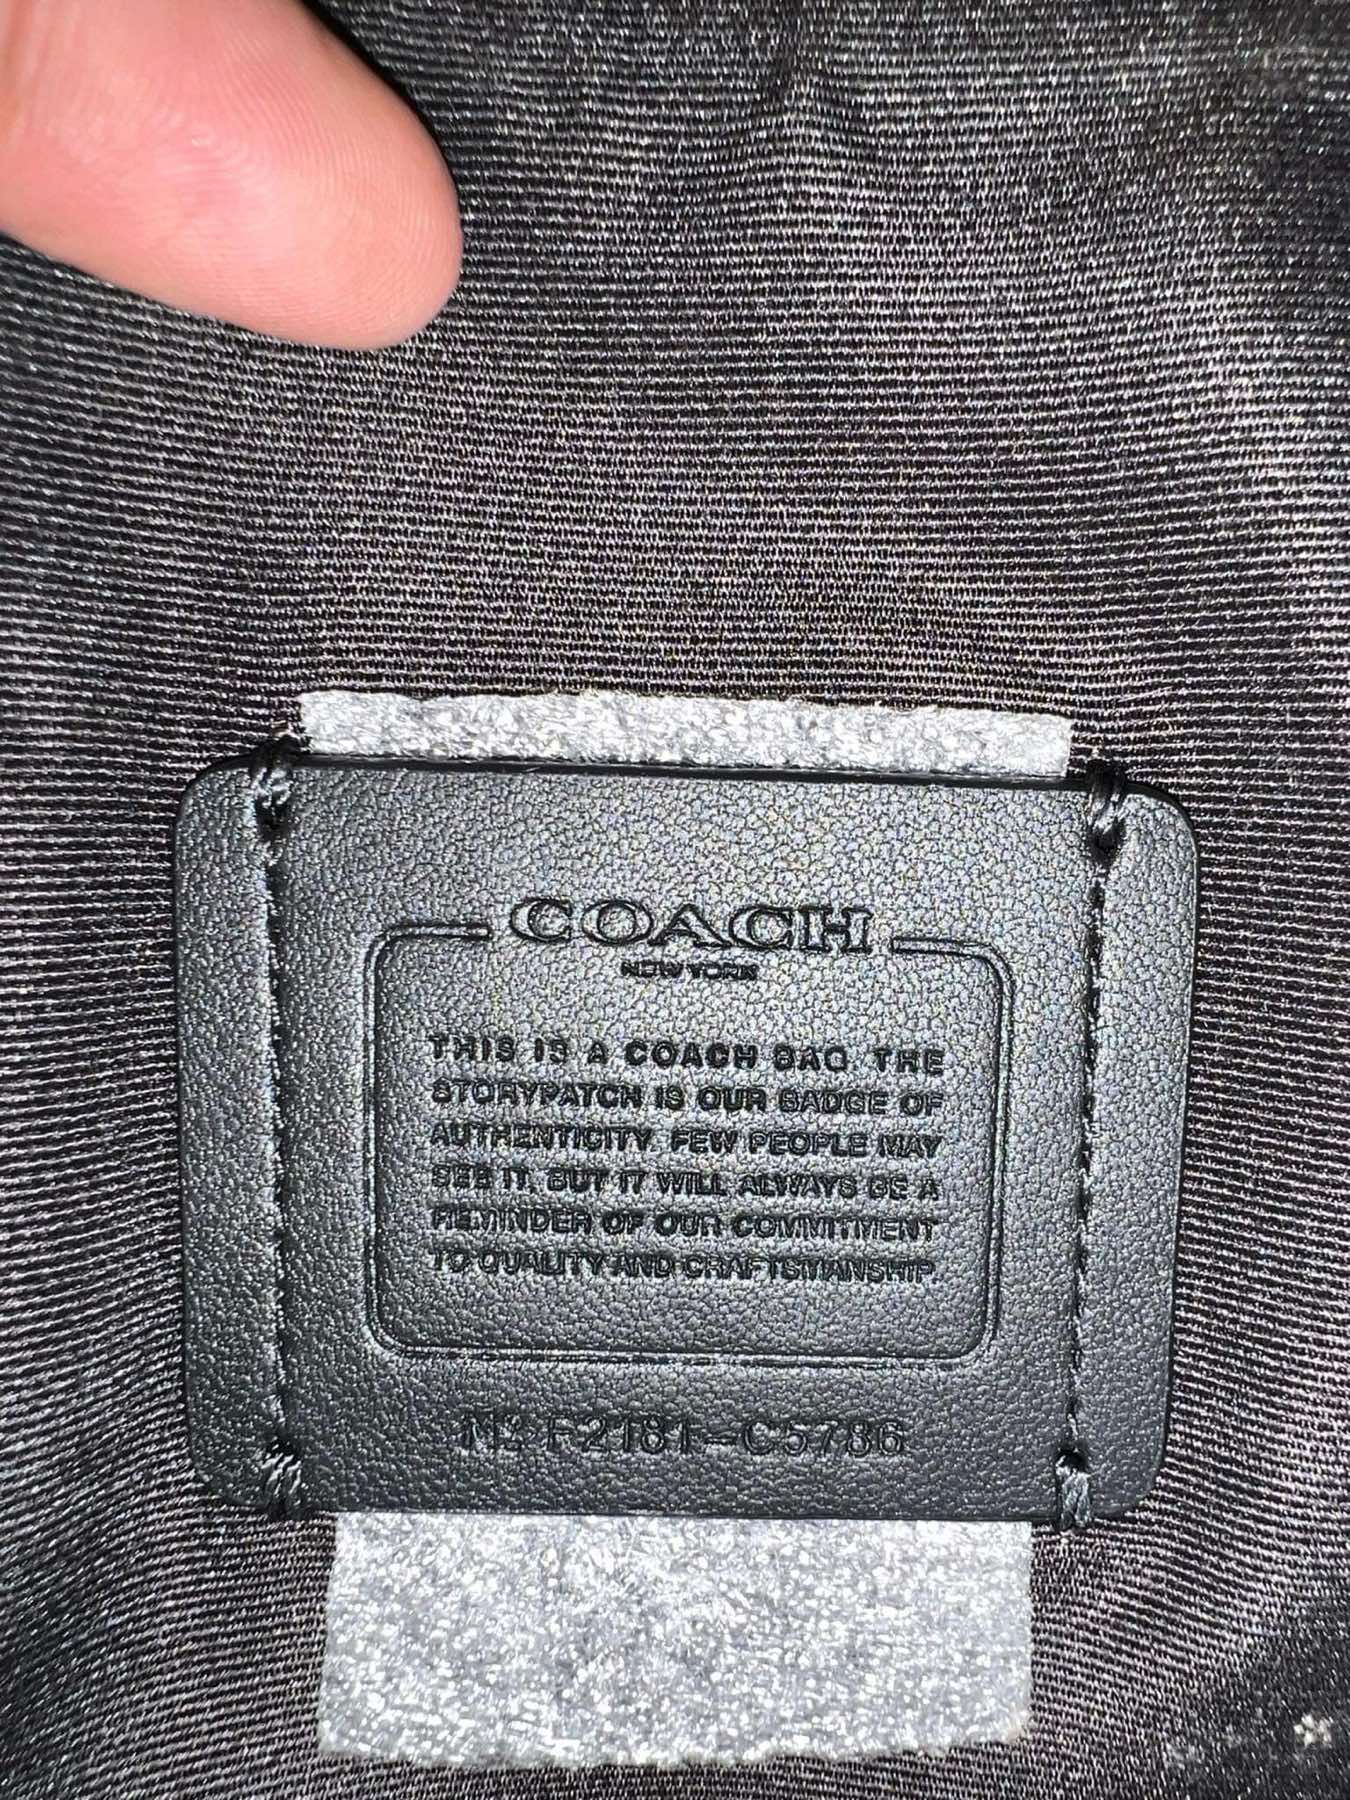 COACH
NEW YORK
THIS IS A COACH BAG. THE
STORYPATCH IS OUR BADGE OF
AUTHENTICITY. FEW PEOPLE MAY
SEE IT, BUT IT WILL ALWAYS BE A
REMINDER OF OUR COMMITMENT
TO QUALITY AND CRAFTSMANSHIP.
Nº F2181-C5786